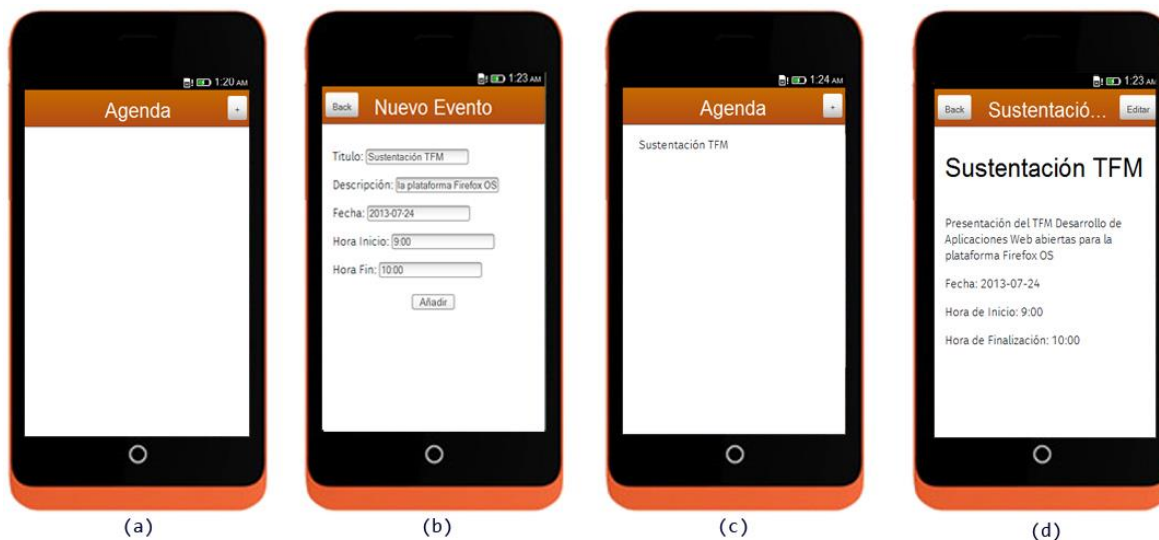 1:20 AM
Agenda
+
(a)
1:23 AM
Back
Nuevo Evento
Titulo: Sustentación TFM
Descripción: la plataforma Firefox OS
Fecha: 2013-07-24
Hora Inicio: 9:00
Hora Fin: 10:00
Añadir
(b)
1:24 AM
Agenda
+
Sustentación TFM
(c)
1:23 AM
Back
Sustentació...
Editar
Sustentación TFM
Presentación del TFM Desarrollo de
Aplicaciones Web abiertas para la
plataforma Firefox OS
Fecha: 2013-07-24
Hora de Inicio: 9:00
Hora de Finalización: 10:00
(d)